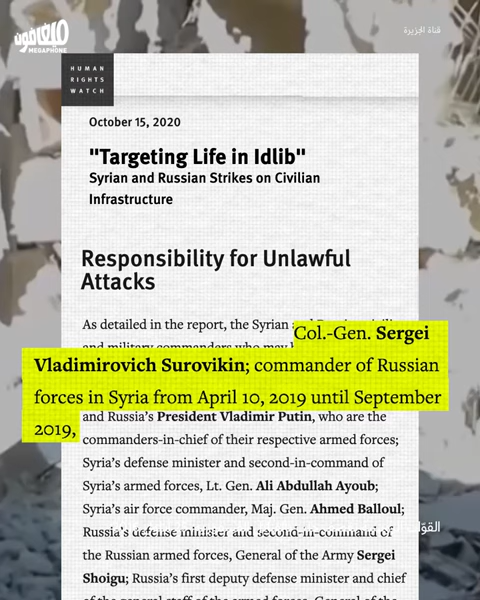 ميغافون
MEGAPHONE
قناة الجزيرة
HUMAN
RIGHTS
WATCH
October 15, 2020
"Targeting Life in Idlib"
Syrian and Russian Strikes on Civilian
Infrastructure
Responsibility for Unlawful
Attacks
As detailed in the report, the Syrian
and military commanders who may
Col.-Gen. Sergei
Vladimirovich Surovikin; commander of Russian
forces in Syria from April 10, 2019 until September
2019,
and Russia's President Vladimir Putin, who are the
commanders-in-chief of their respective armed forces;
Syria's defense minister and second-in-command of
Syria's armed forces, Lt. Gen. Ali Abdullah Ayoub;
Syria's air force commander, Maj. Gen. Ahmed Balloul;
Russia's defense minister and second-in-command of
the Russian armed forces, General of the Army Sergei
Shoigu; Russia's first deputy defense minister and chief